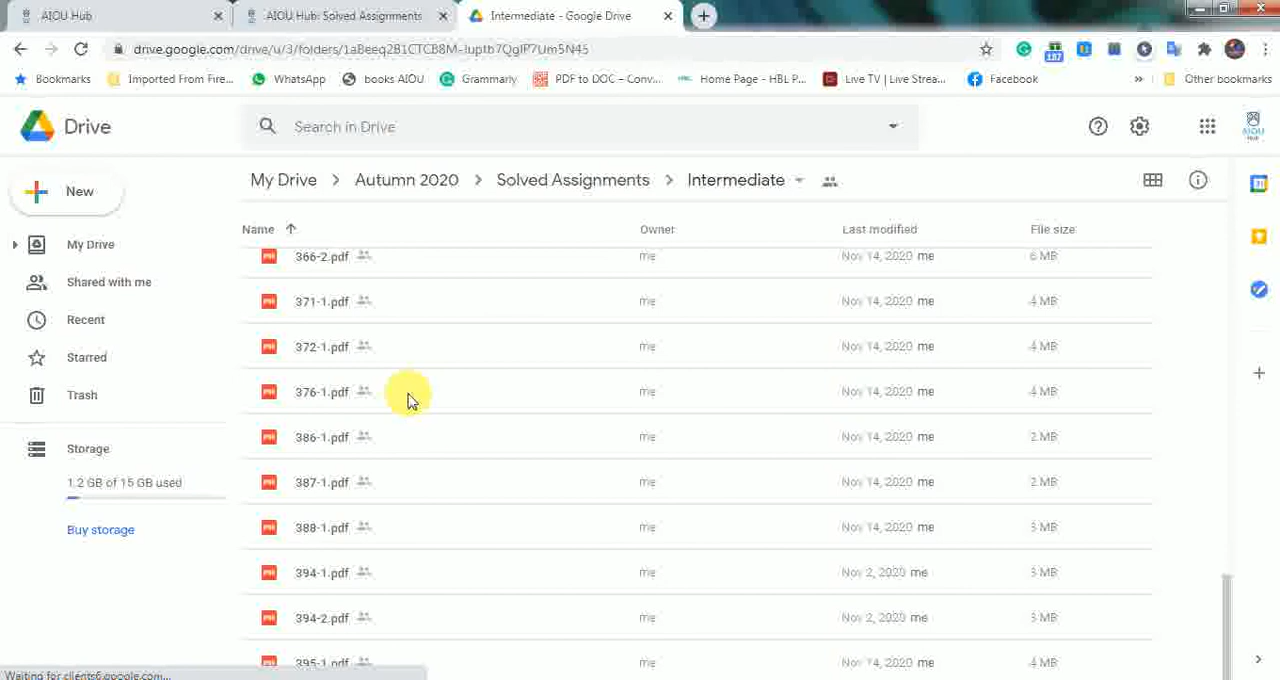 AIOU Hub
AIOU Hub: Solved Assignments
Intermediate - Google Drive
drive.google.com/drive/u/3/folders/1aBeeq2B1CTCB8M-Iuptb7QglP7Um5N45
137
Bookmarks
Imported From Fire...
WhatsApp
books AIOU
Grammarly
PDF to DOC – Conv...
Home Page - HBL P...
Live TV | Live Strea...
Facebook
»
Other bookmarks
Drive
Search in Drive
AIOU
New
My Drive > Autumn 2020 > Solved Assignments > Intermediate
Name
Owner
Last modified
File size
My Drive
Shared with me
Recent
Starred
Trash
Storage
1.2 GB of 15 GB used
Buy storage
366-2.pdf me Nov 14, 2020 me 6 MB
371-1.pdf me Nov 14, 2020 me 4 MB
372-1.pdf me Nov 14, 2020 me 4 MB
376-1.pdf me Nov 14, 2020 me 4 MB
386-1.pdf me Nov 14, 2020 me 2 MB
387-1.pdf me Nov 14, 2020 me 2 MB
388-1.pdf me Nov 14, 2020 me 3 MB
394-1.pdf me Nov 2, 2020 me 3 MB
394-2.pdf me Nov 2, 2020 me 3 MB
395-1.pdf me Nov 14, 2020 me 4 MB
Waiting for clients6.google.com...